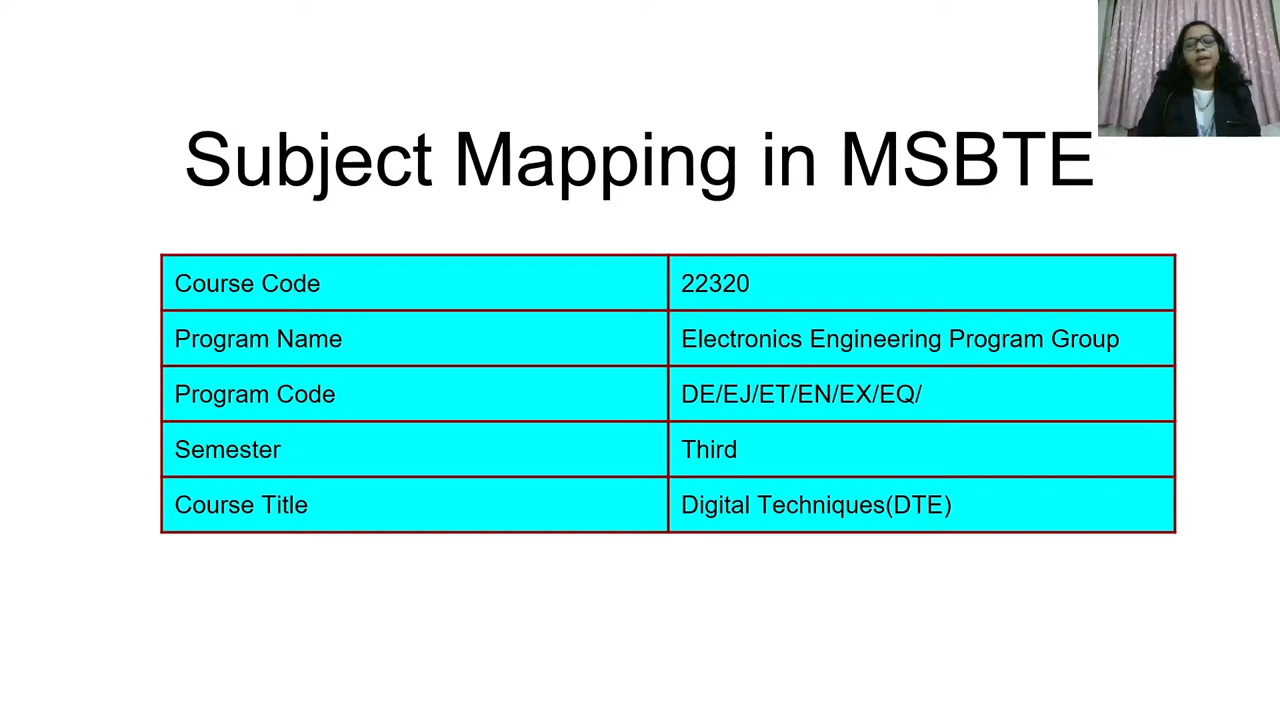 Subject Mapping in MSBTE
Course Code 22320
Program Name Electronics Engineering Program Group
Program Code DE/EJ/ET/EN/EX/EQ/
Semester Third
Course Title Digital Techniques(DTE)